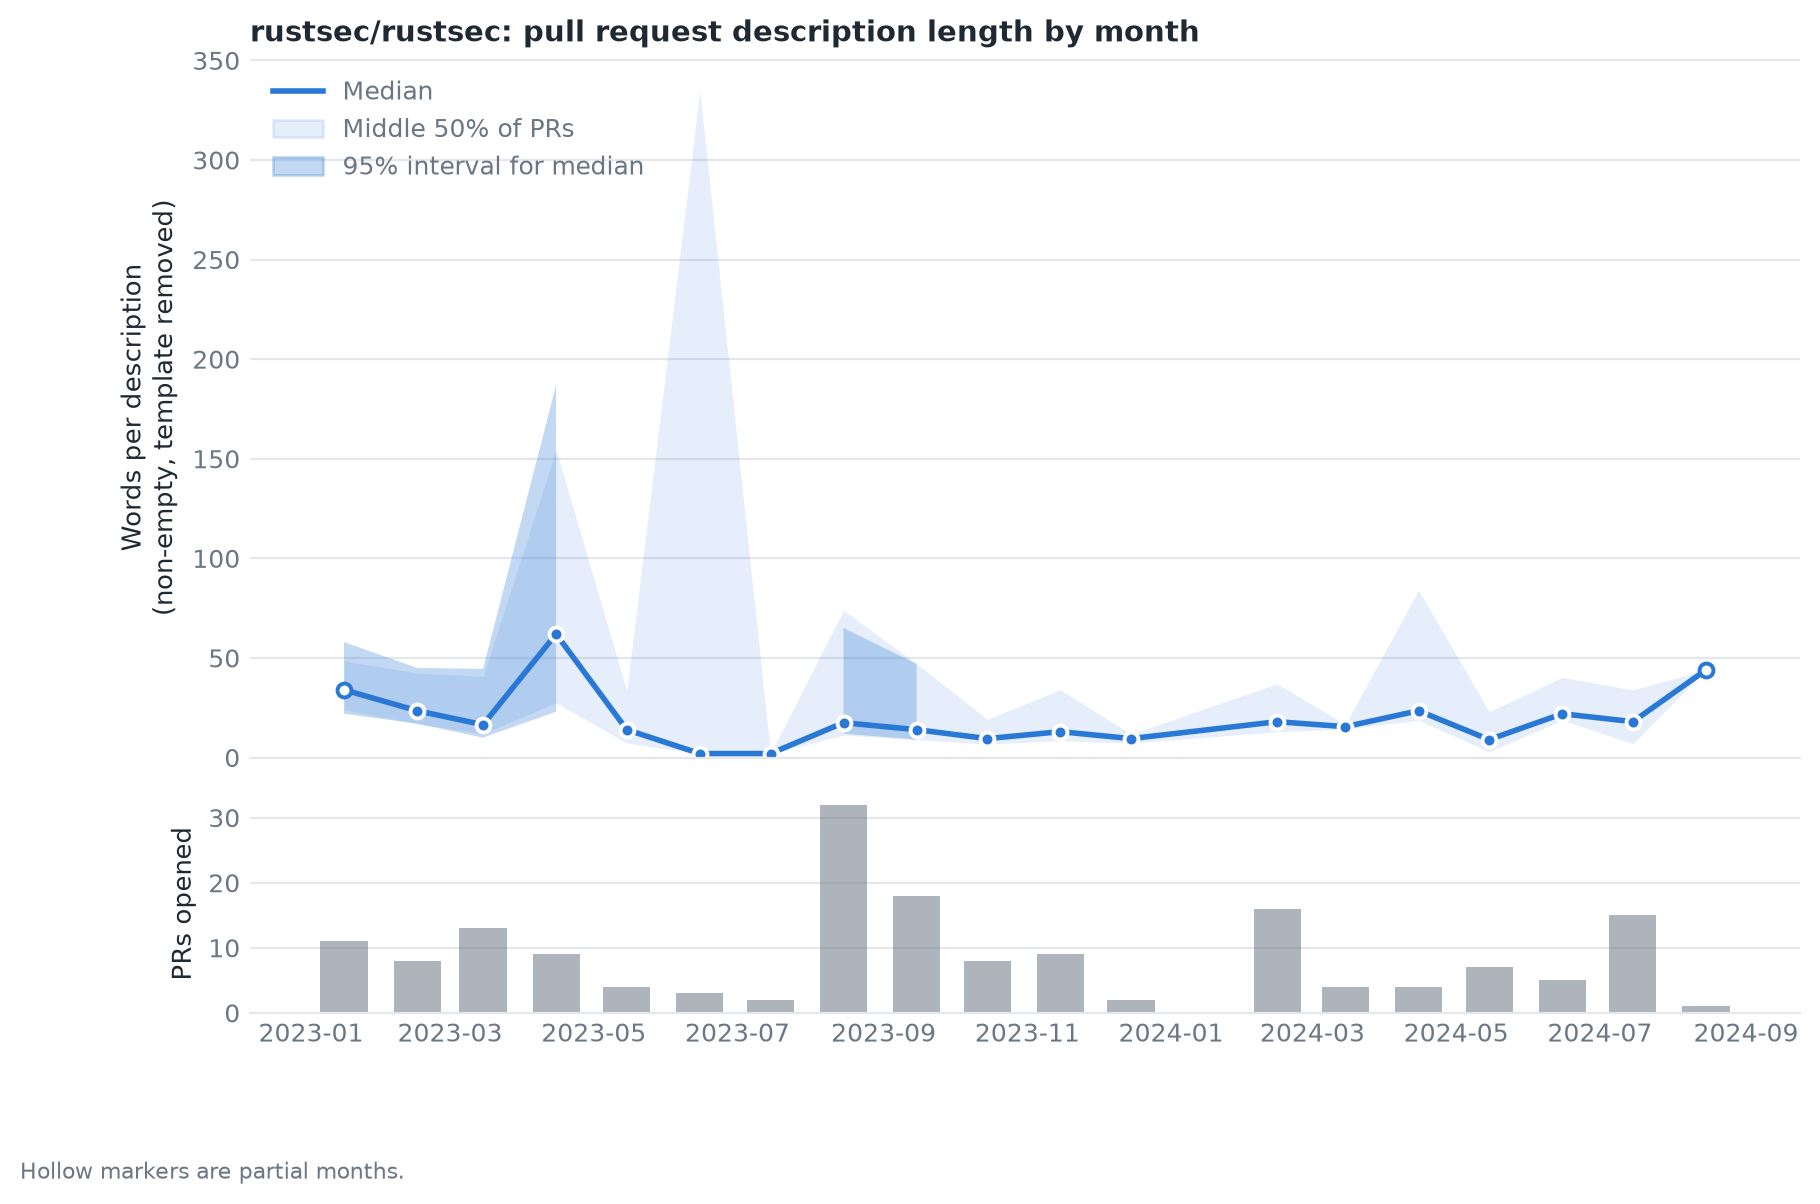 rustsec/rustsec: pull request description length by month
350
300
250
200
150
100
50
0
Words per description
(non-empty, template removed)
Median
Middle 50% of PRs
95% interval for median
30
20
10
0
PRs opened
2023-01 2023-03 2023-05 2023-07 2023-09 2023-11 2024-01 2024-03 2024-05 2024-07 2024-09
Hollow markers are partial months.